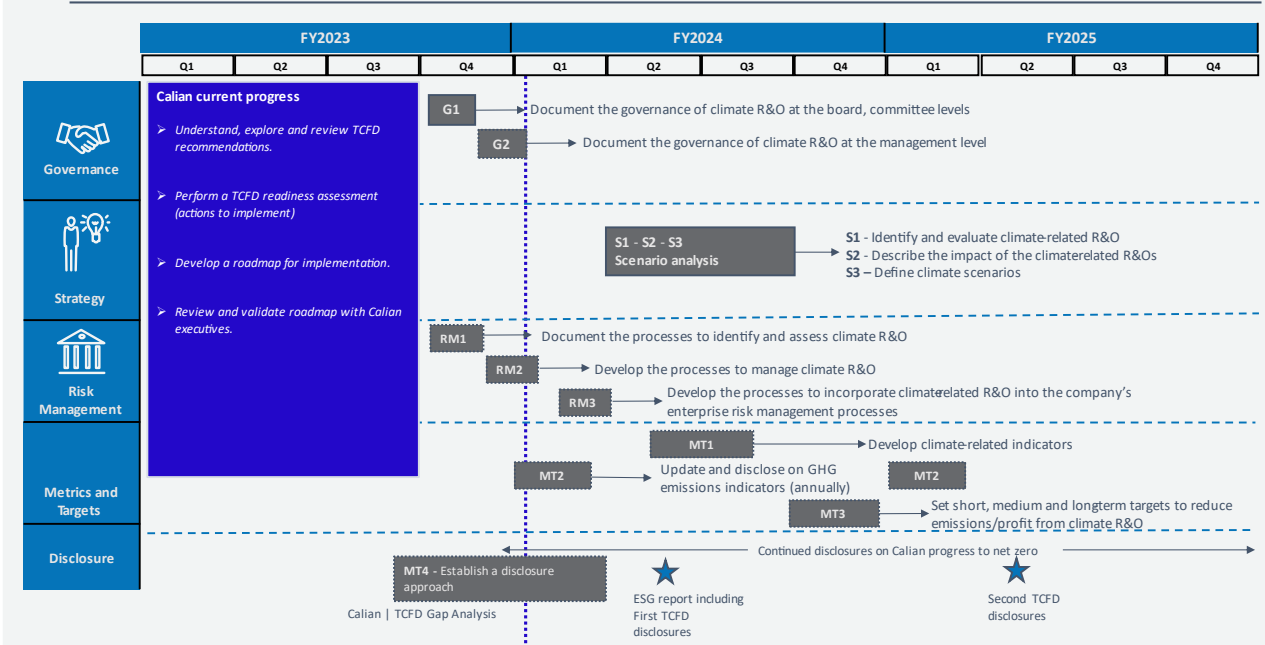 FY2023 FY2024 FY2025
Q1 Q2 Q3 Q4 Q1 Q2 Q3 Q4 Q1 Q2 Q3 Q4
Governance
Calian current progress
➢ Understand, explore and review TCFD
recommendations.
➢ Perform a TCFD readiness assessment
(actions to implement)
➢ Develop a roadmap for implementation.
➢ Review and validate roadmap with Calian
executives.
G1 Document the governance of climate R&O at the board, committee levels
G2 Document the governance of climate R&O at the management level
Strategy
S1 - S2 - S3
Scenario analysis
S1 - Identify and evaluate climate-related R&O
S2 - Describe the impact of the climaterelated R&Os
S3 – Define climate scenarios
Risk
Management
RM1 Document the processes to identify and assess climate R&O
RM2 Develop the processes to manage climate R&O
RM3 Develop the processes to incorporate climaterelated R&O into the company's
enterprise risk management processes
Metrics and
Targets
MT1 Develop climate-related indicators
MT2 Update and disclose on GHG
emissions indicators (annually)
MT2
MT3 Set short, medium and longterm targets to reduce
emissions/profit from climate R&O
Disclosure
Continued disclosures on Calian progress to net zero
MT4 - Establish a disclosure
approach
Calian | TCFD Gap Analysis
ESG report including
First TCFD
disclosures
Second TCFD
disclosures